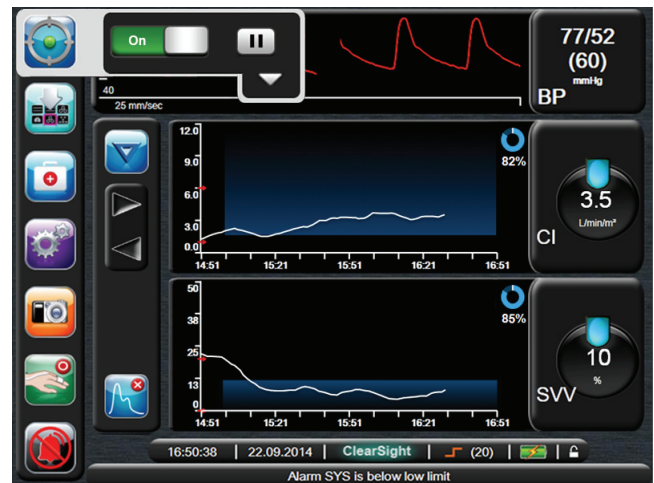 On
40
25 mm/sec
77/52
(60)
mmHg
BP
12.0
9.0
6.0
3.0
0.0
14:51 15:21 15:51 16:21 16:51
82%
3.5
L/min/m²
CI
50
38
25
13
0
14:51 15:21 15:51 16:21 16:51
85%
10
%
SVV
16:50:38 | 22.09.2014 | ClearSight | (20)
Alarm SYS is below low limit